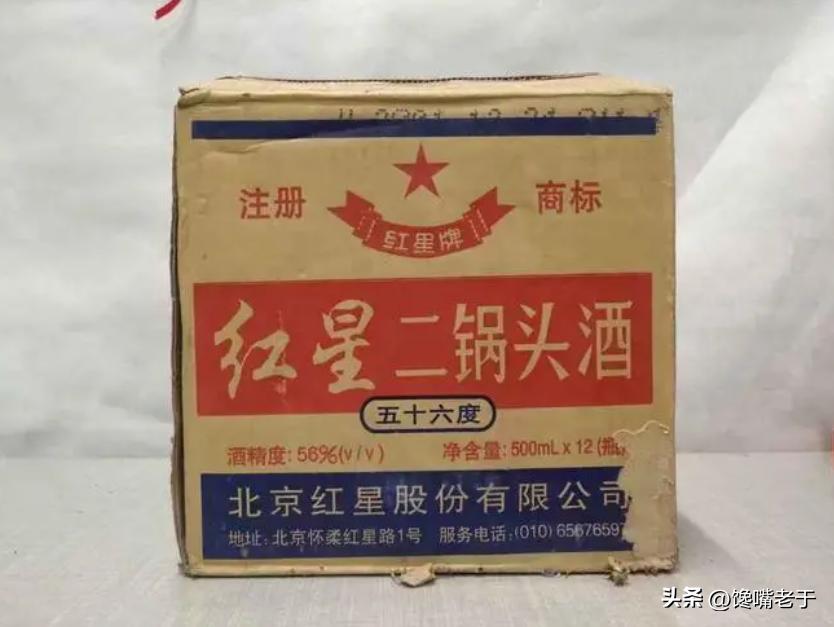 注册 商标
红星牌
红星二锅头酒
五十六度
酒精度:56%(v/v) 净含量:500mL x 12(瓶
北京红星股份有限公司
地址:北京怀柔红星路1号 服务电话:(010)6567659
头条 @馋嘴老于